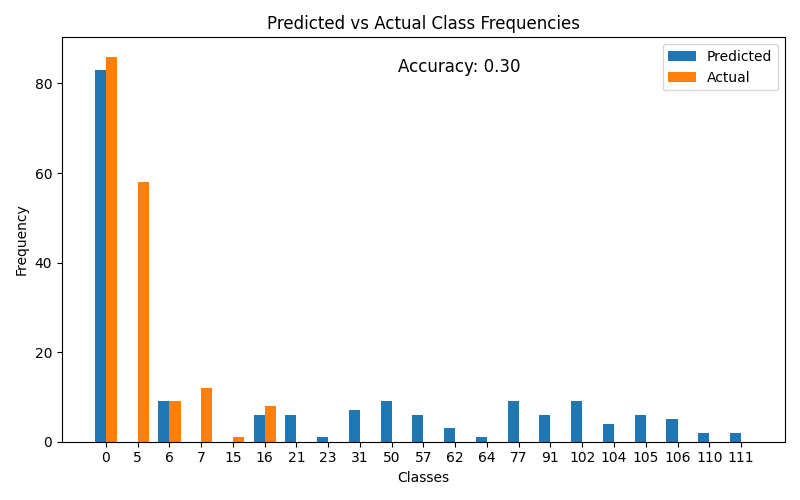 Predicted vs Actual Class Frequencies
Accuracy: 0.30
Predicted
Actual
80
60
40
20
0
Frequency
0 5 6 7 15 16 21 23 31 50 57 62 64 77 91 102 104 105 106 110 111
Classes